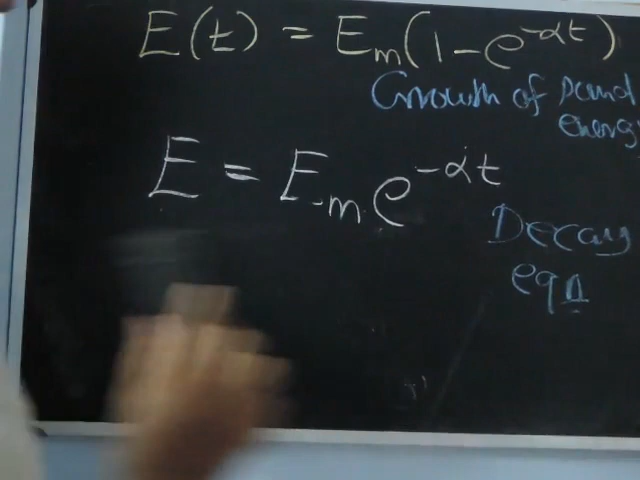 E(t) = Em(1-e^-αt)
Growth of sound
energy
E = Em e^-αt
Decay
eqn